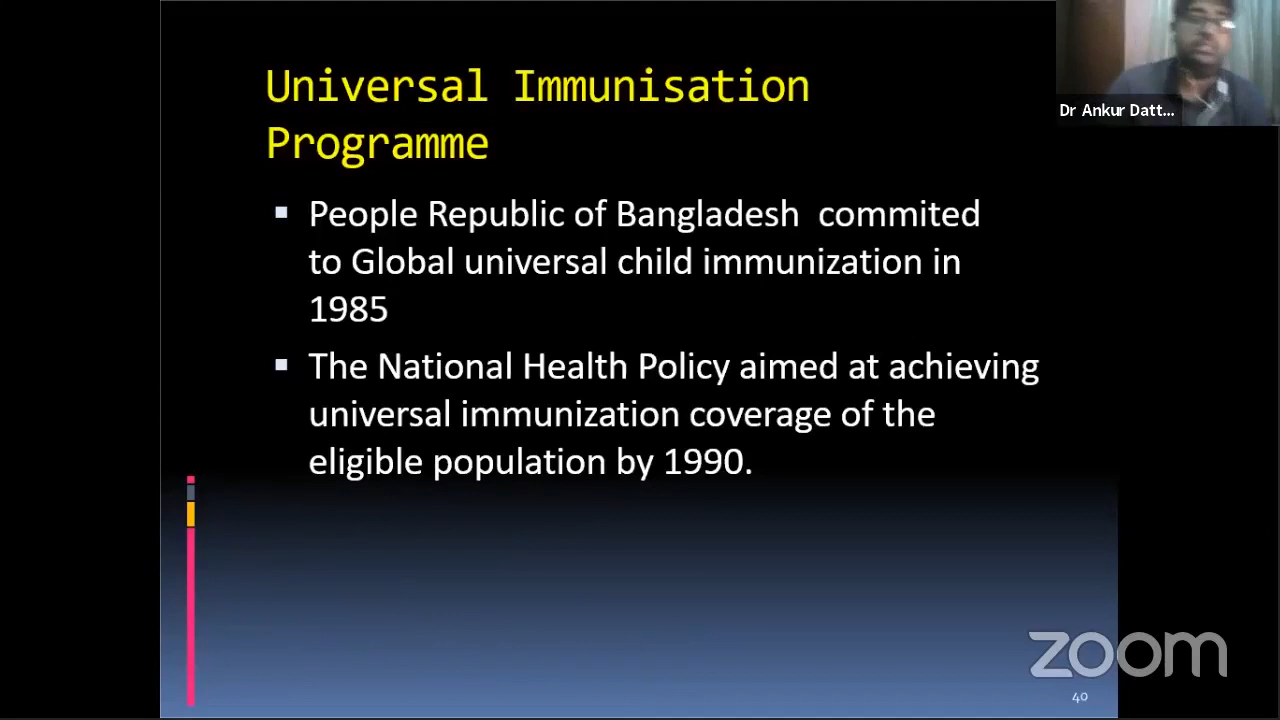 Universal Immunisation
Programme
▪ People Republic of Bangladesh commited
to Global universal child immunization in
1985
▪ The National Health Policy aimed at achieving
universal immunization coverage of the
eligible population by 1990.
Dr Ankur Datt...
zoom
40